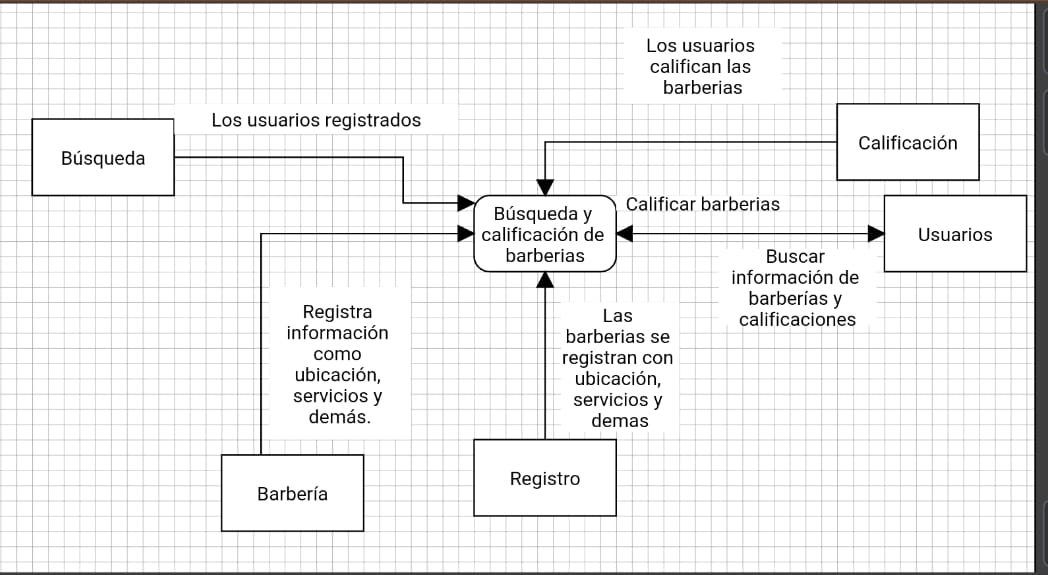 Los usuarios
califican las
barberias
Los usuarios registrados
Búsqueda
Calificación
Búsqueda y
calificación de
barberias
Calificar barberias
Usuarios
Buscar
información de
barberías y
calificaciones
Registra
información
como
ubicación,
servicios y
demás.
Las
barberias se
registran con
ubicación,
servicios y
demas
Barbería
Registro